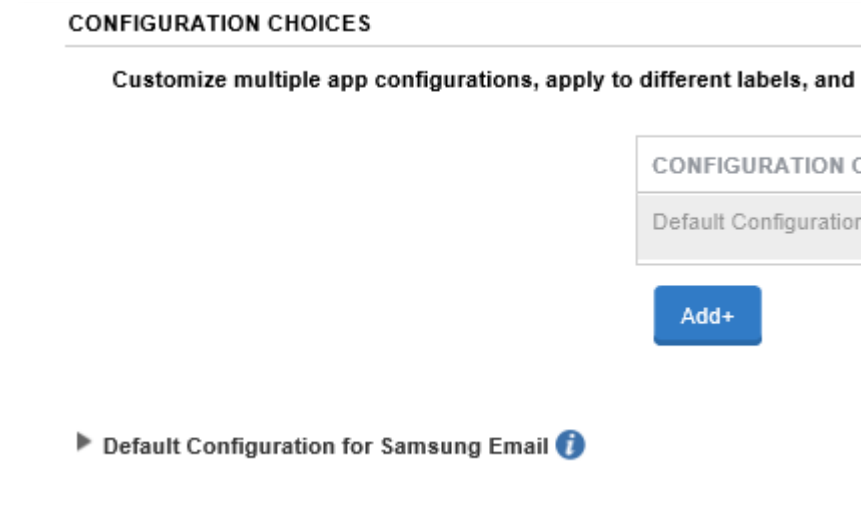 CONFIGURATION CHOICES
Customize multiple app configurations, apply to different labels, and
CONFIGURATION
Default Configuration
Add+
Default Configuration for Samsung Email i